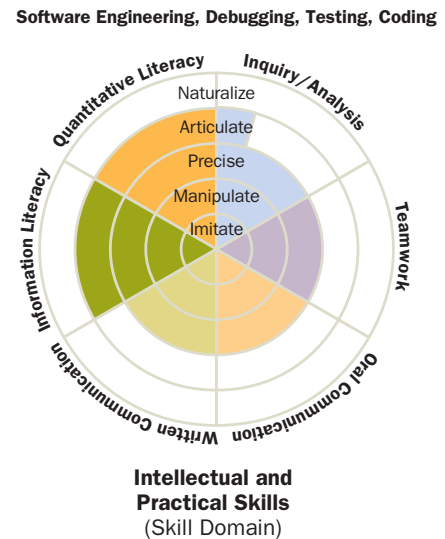 Software Engineering, Debugging, Testing, Coding
Quantitative Literacy
Inquiry/Analysis
Naturalize
Articulate
Precise
Manipulate
Imitate
Information Literacy
Teamwork
Written Communication
Oral Communication
Intellectual and
Practical Skills
(Skill Domain)